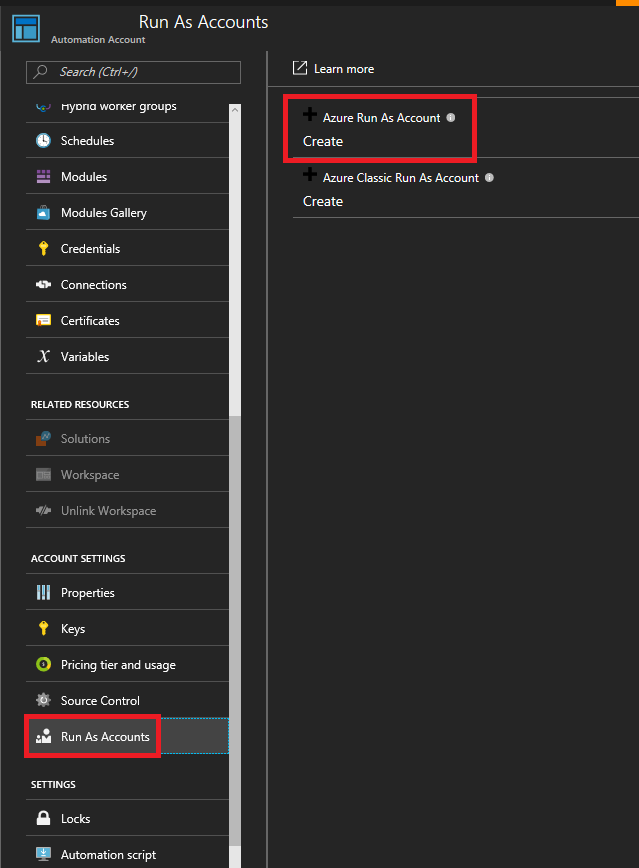 Run As Accounts
Automation Account
Search (Ctrl+/)
Hybrid worker groups
Schedules
Modules
Modules Gallery
Credentials
Connections
Certificates
Variables
RELATED RESOURCES
Solutions
Workspace
Unlink Workspace
ACCOUNT SETTINGS
Properties
Keys
Pricing tier and usage
Source Control
Run As Accounts
SETTINGS
Locks
Automation script
Learn more
Azure Run As Account
Create
Azure Classic Run As Account
Create